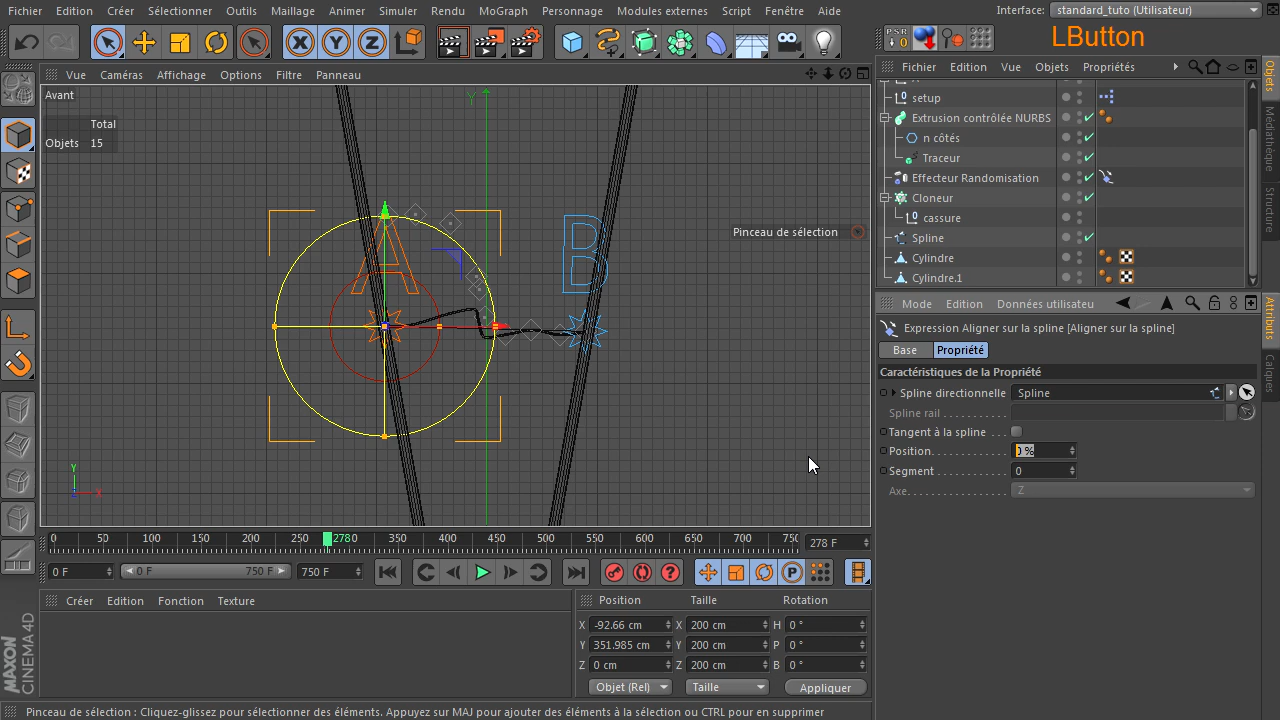 Fichier Edition Créer Sélectionner Outils Maillage Animer Simuler Rendu MoGraph Personnage Modules externes Script Fenêtre Aide Interface: standard_tuto (Utilisateur)
X Y Z PSR 0 LButton
Vue Caméras Affichage Options Filtre Panneau
Fichier Edition Vue Objets Propriétés
Avant Y
Total
Objets 15
A B
Pinceau de sélection
Y
Z X
setup
Extrusion contrôlée NURBS
n côtés
Traceur
Effecteur Randomisation
Cloneur
cassure
Spline
Cylindre
Cylindre.1
Objets
Médiathèque
Structure
Attributs
Calques
Mode Edition Données utilisateur
Expression Aligner sur la spline [Aligner sur la spline]
Base Propriété
Caractéristiques de la Propriété
Spline directionnelle Spline
Spline rail . . . . . . . . . .
Tangent à la spline . . .
Position. . . . . . . . . . . . 0 %
Segment . . . . . . . . . . . 0
Axe. . . . . . . . . . . . . . . Z
0 50 100 150 200 250 2780 350 400 450 500 550 600 650 700 750 278 F
0 F 0 F 750 F 750 F P
Créer Edition Fonction Texture
Position Taille Rotation
X -92.66 cm X 200 cm H 0 °
Y 351.985 cm Y 200 cm P 0 °
Z 0 cm Z 200 cm B 0 °
Objet (Rel) Taille Appliquer
MAXON
CINEMA 4D
Pinceau de sélection : Cliquez-glissez pour sélectionner des éléments. Appuyez sur MAJ pour ajouter des éléments à la sélection ou CTRL pour en supprimer